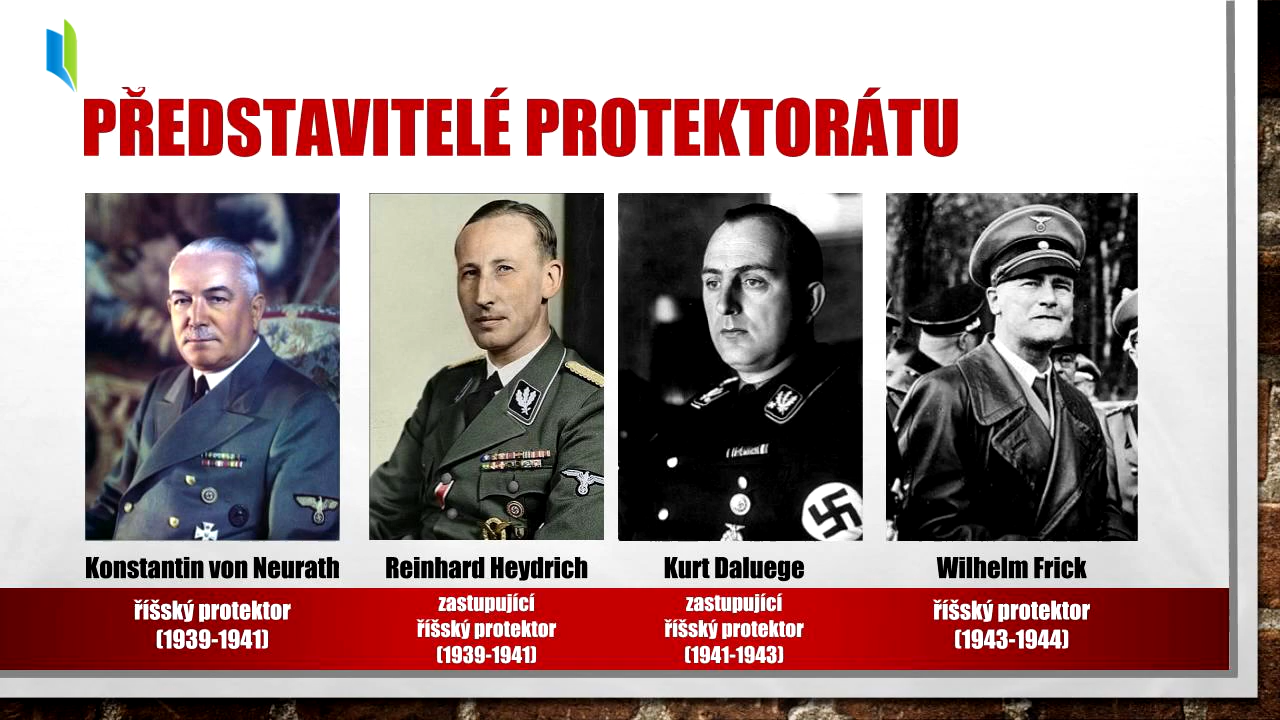 PŘEDSTAVITELÉ PROTEKTORÁTU
Konstantin von Neurath
říšský protektor
(1939-1941)
Reinhard Heydrich
zastupující
říšský protektor
(1939-1941)
Kurt Daluege
zastupující
říšský protektor
(1941-1943)
Wilhelm Frick
říšský protektor
(1943-1944)